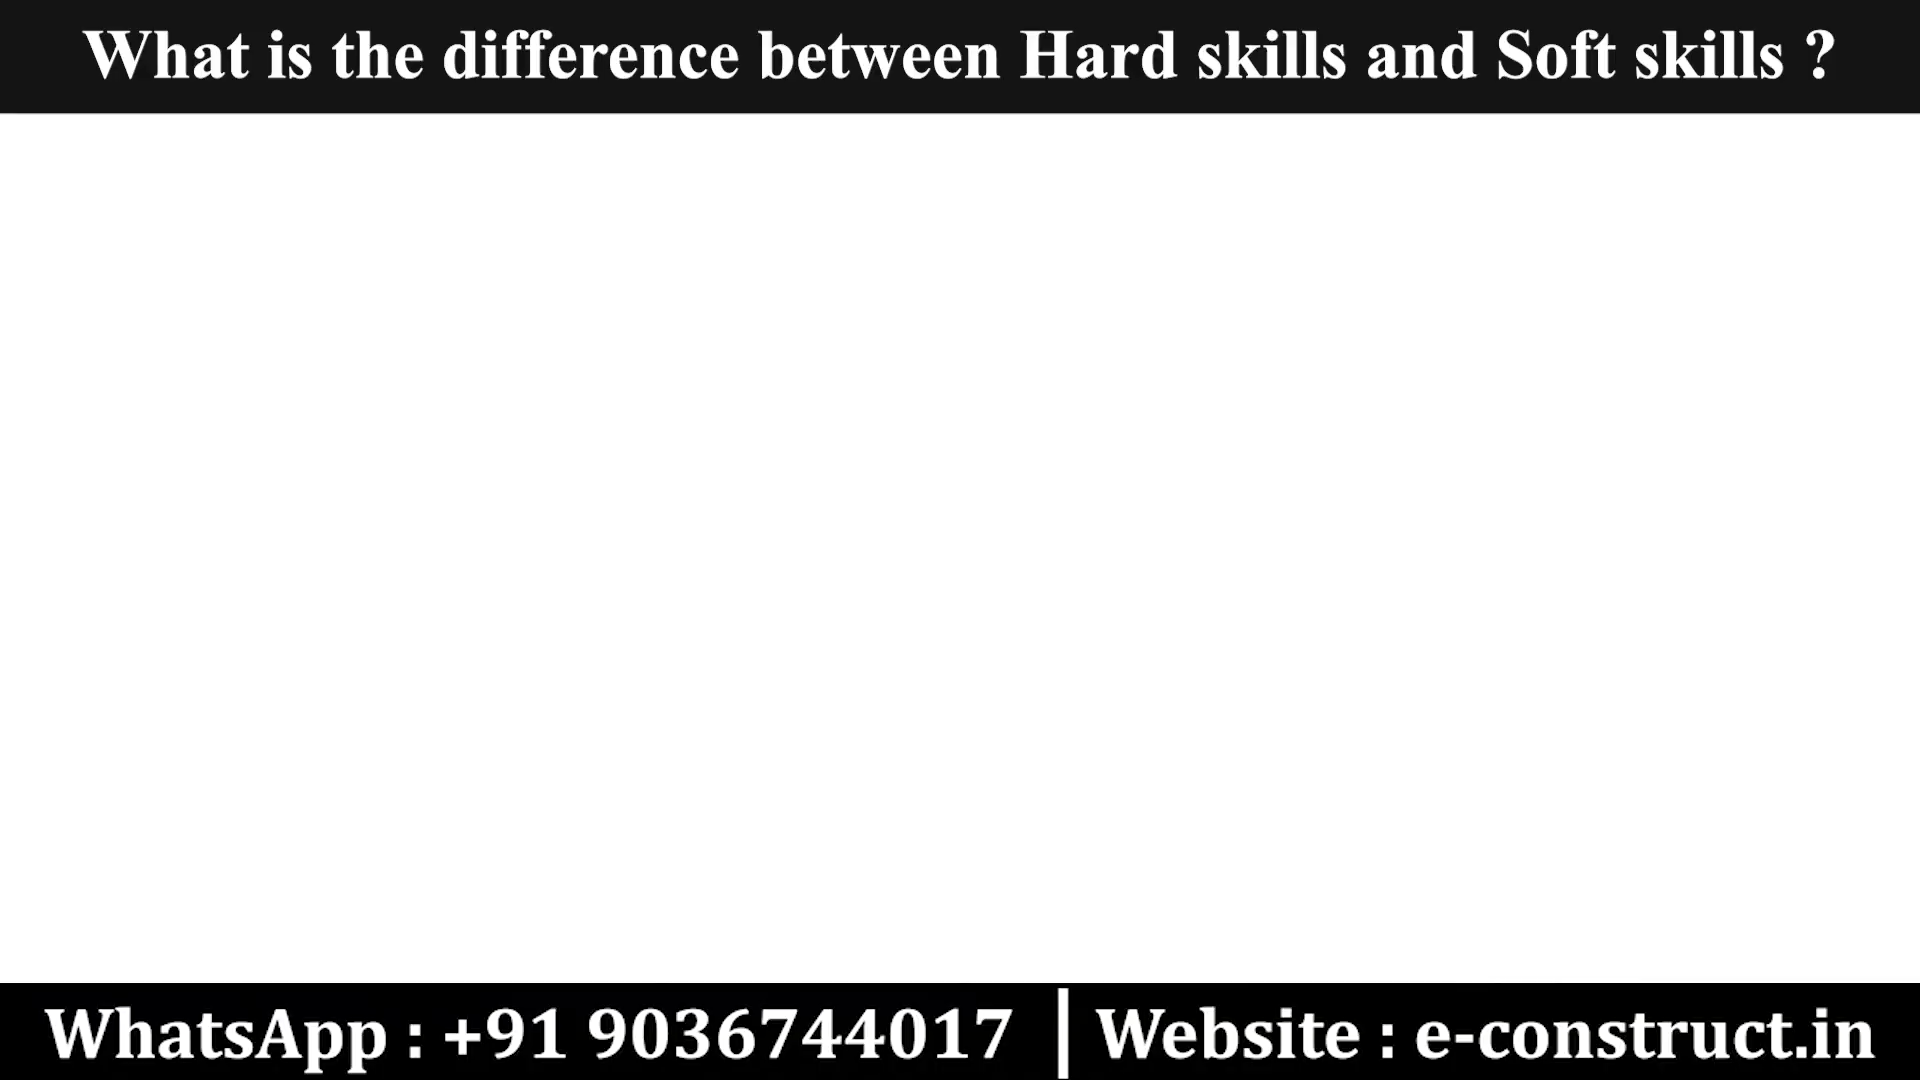 What is the difference between Hard skills and Soft skills ?
WhatsApp : +91 9036744017 | Website : e-construct.in